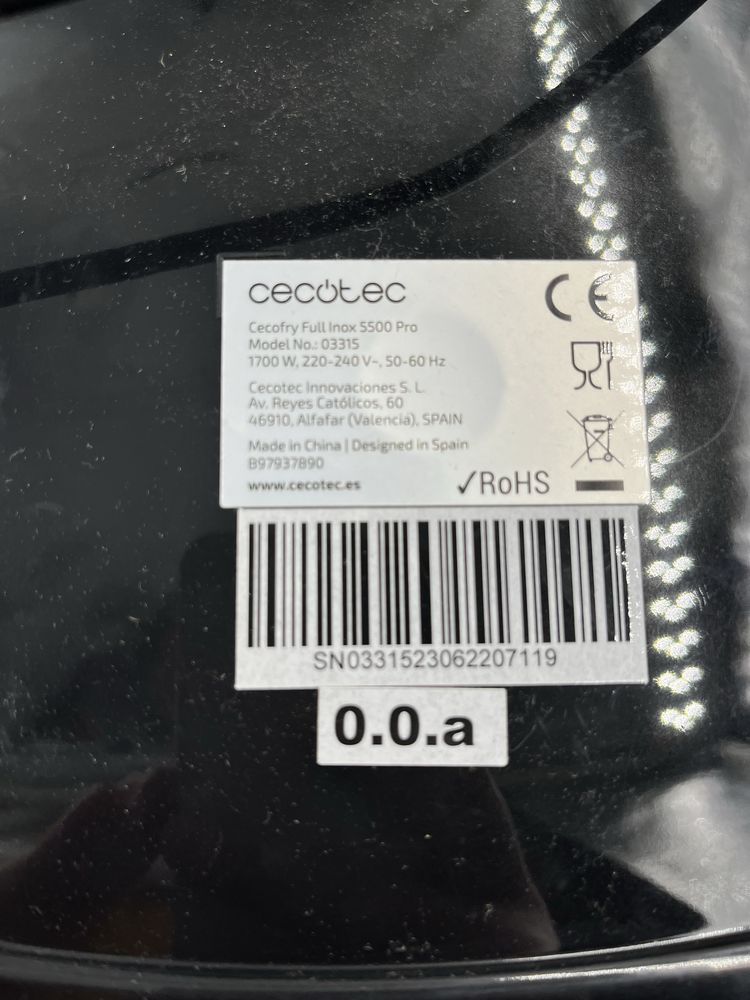 cecotec
Cecofry Full Inox 5500 Pro
Model No.: 03315
1700 W, 220-240 V~, 50-60 Hz
Cecotec Innovaciones S. L.
Av. Reyes Católicos, 60
46910, Alfafar (Valencia), SPAIN
Made in China | Designed in Spain
B97937890
www.cecotec.es
CE
✓RoHS
SN0331523062207119
0.0.a